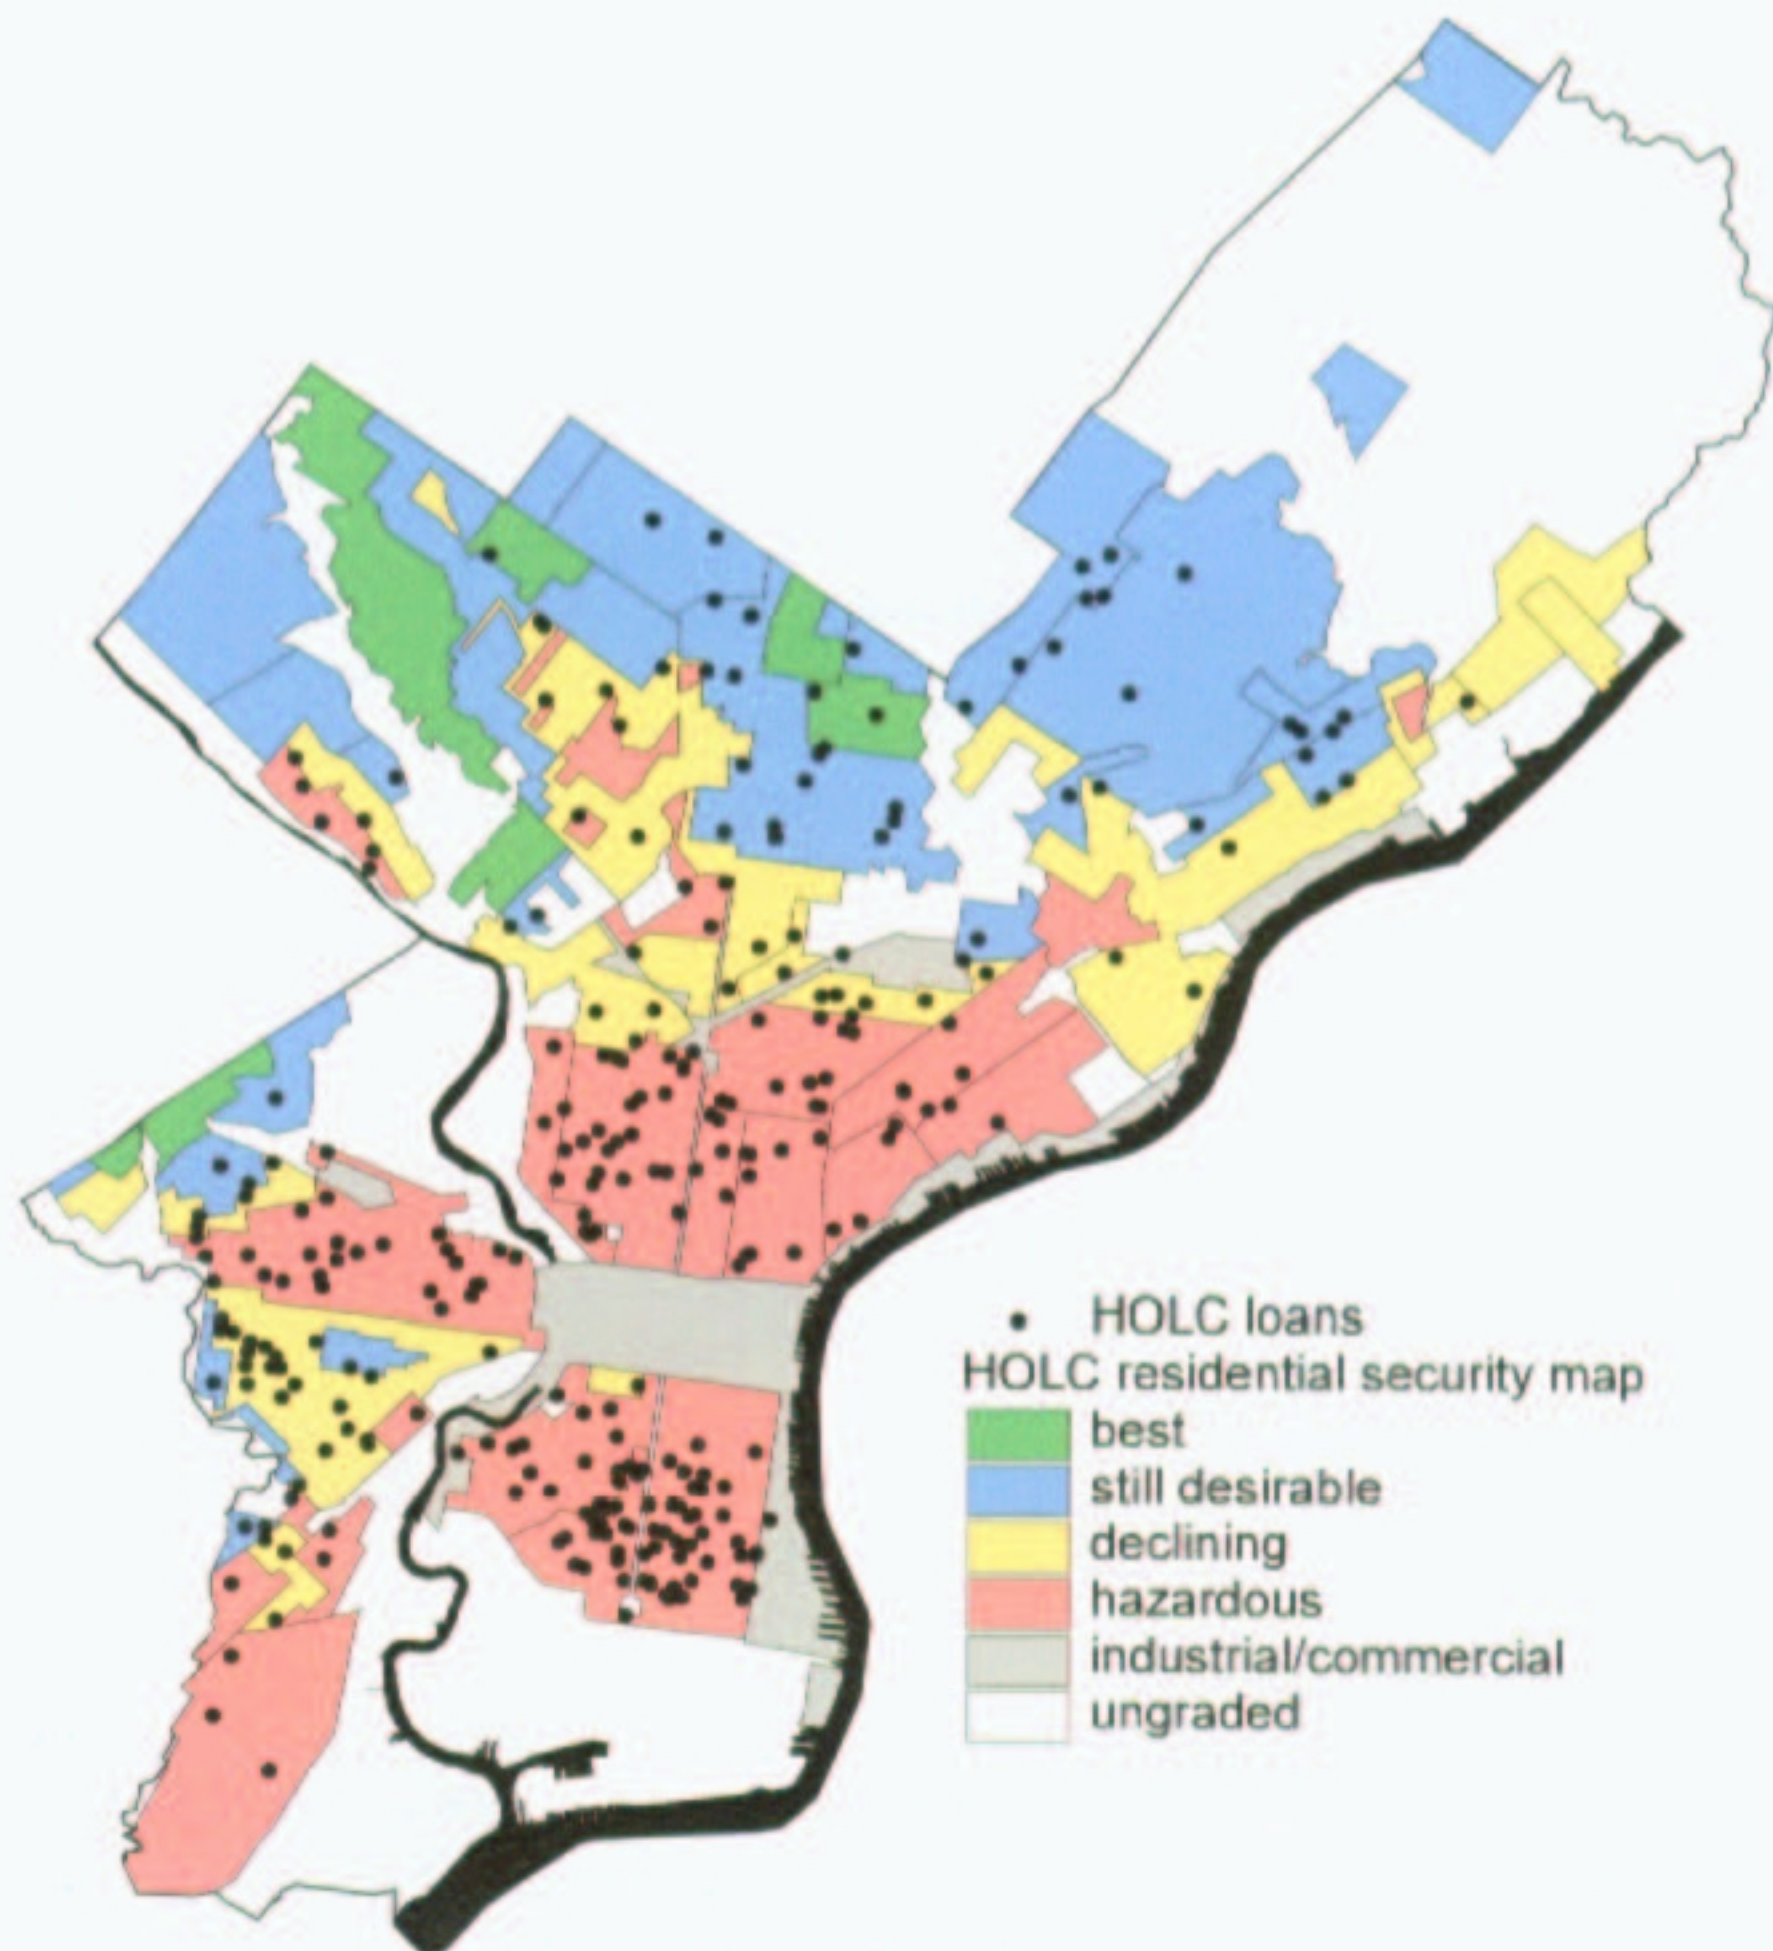 HOLC loans
HOLC residential security map
best
still desirable
declining
hazardous
industrial/commercial
ungraded